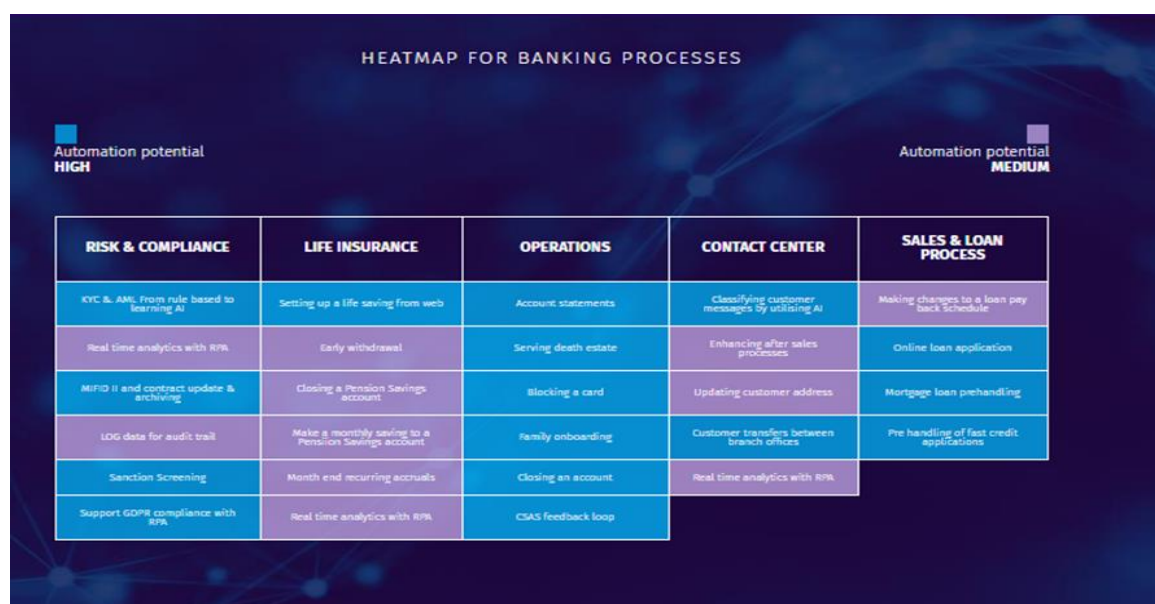 HEATMAP FOR BANKING PROCESSES
Automation potential
HIGH
Automation potential
MEDIUM
RISK & COMPLIANCE
LIFE INSURANCE
OPERATIONS
CONTACT CENTER
SALES & LOAN
PROCESS
KYC & AML From rule based to
learning AI
Setting up a life saving from web
Account statements
Classifying customer
messages by utilising AI
Making changes to a loan pay
back schedule
Real time analytics with RPA
Early withdrawal
Serving death estate
Enhancing after sales
processes
Online loan application
MIFID II and contract update &
archiving
Closing a Pension Savings
account
Blocking a card
Updating customer address
Mortgage loan prehandling
LOG data for audit trail
Make a monthly saving to a
Pension Savings account
Family onboarding
Customer transfers between
branch offices
Pre handling of fast credit
applications
Sanction Screening
Month end recurring accruals
Closing an account
Real time analytics with RPA
Support GDPR compliance with
RPA
Real time analytics with RPA
CSAS feedback loop